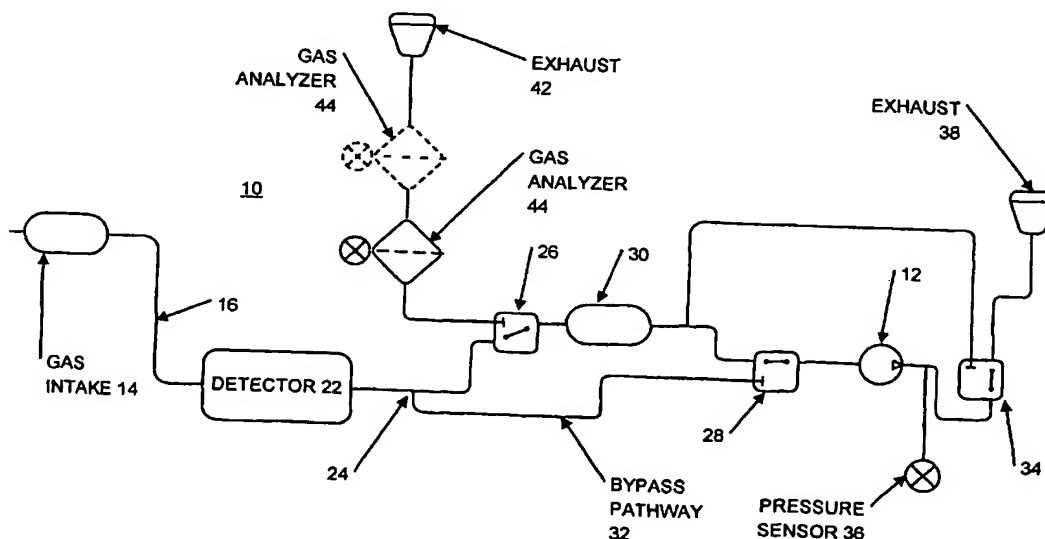 GAS
ANALYZER
44
EXHAUST
42
EXHAUST
38
GAS
ANALYZER
44
10
26
30
12
16
GAS
INTAKE 14
DETECTOR 22
24
28
34
BYPASS
PATHWAY
32
PRESSURE
SENSOR 36